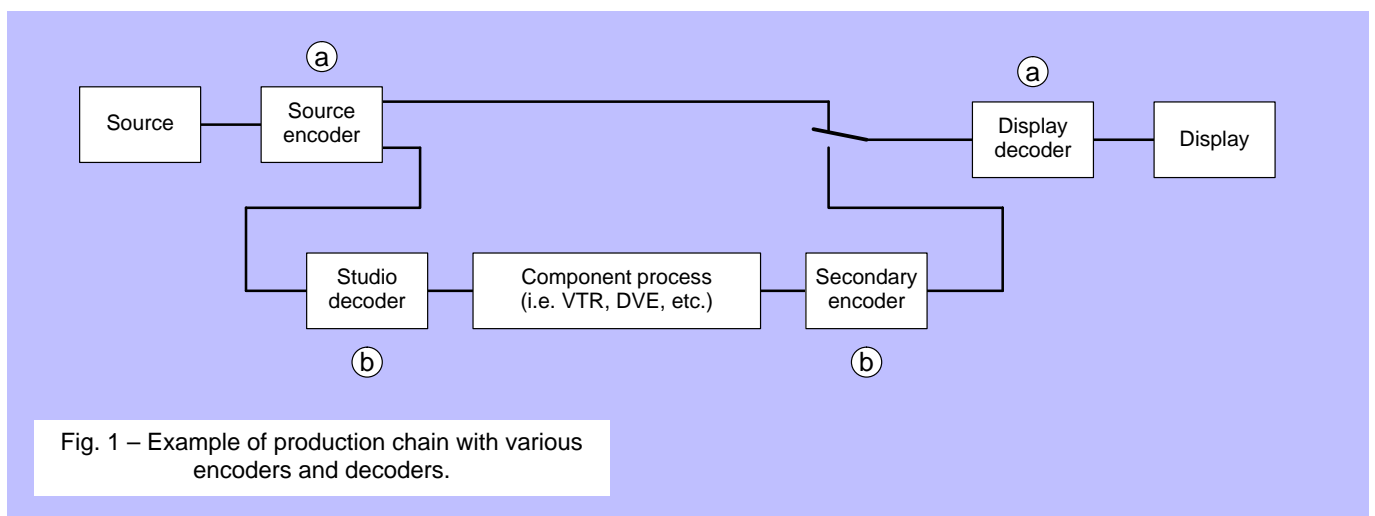 a
a
Source
Source
encoder
Display
decoder
Display
Studio
decoder
Component process
(i.e. VTR, DVE, etc.)
Secondary
encoder
b
b
Fig. 1 – Example of production chain with various
encoders and decoders.